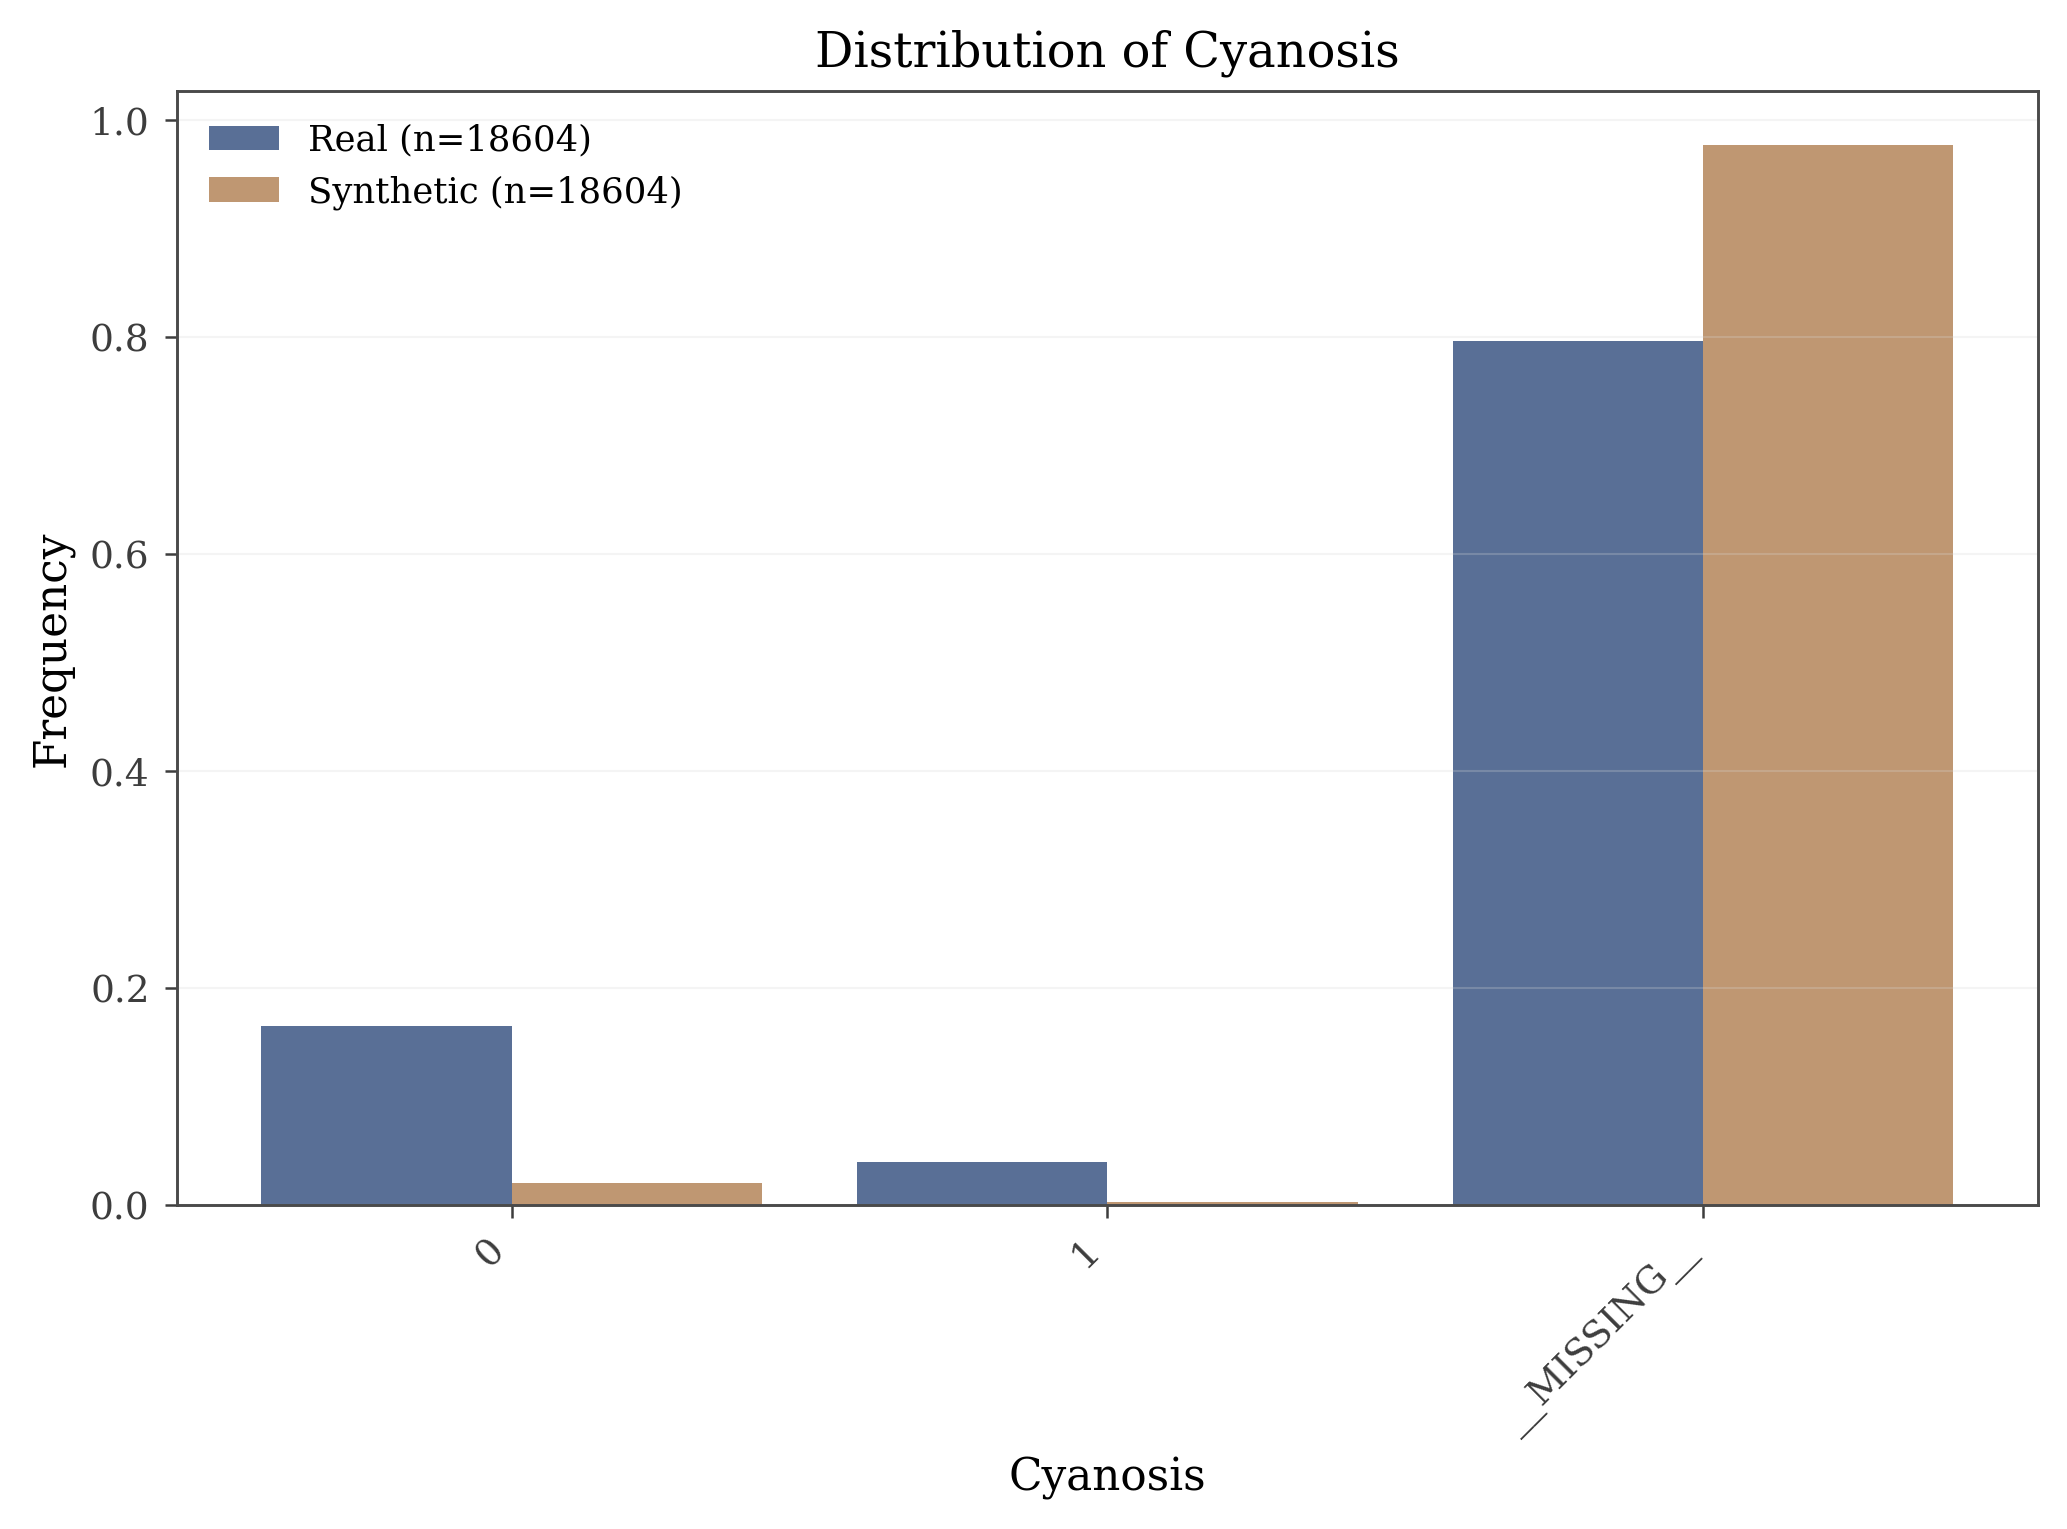 Distribution of Cyanosis
Real (n=18604)
Synthetic (n=18604)
Frequency
1.0
0.8
0.6
0.4
0.2
0.0
0
1
__MISSING__
Cyanosis